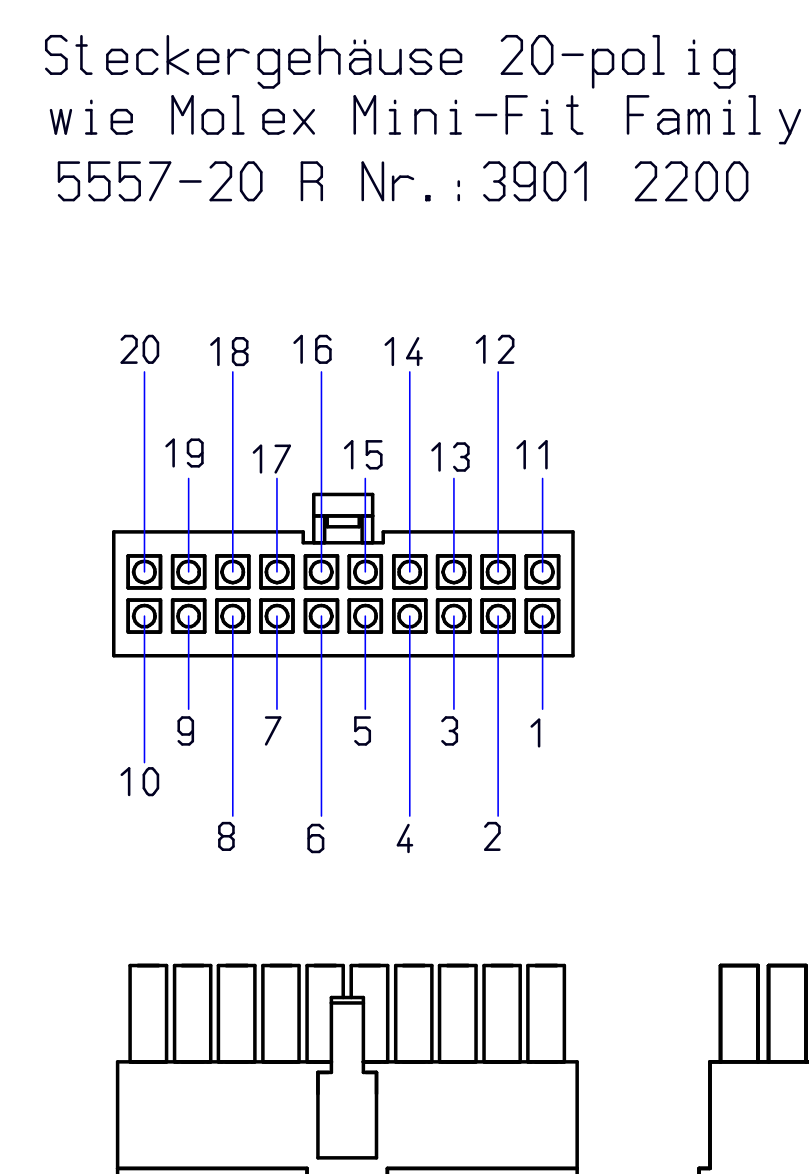 Steckergehäuse 20-polig
wie Molex Mini-Fit Family
5557-20 R Nr.:3901 2200
20 18 16 14 12
19 17 15 13 11
9 7 5 3 1
10
8 6 4 2